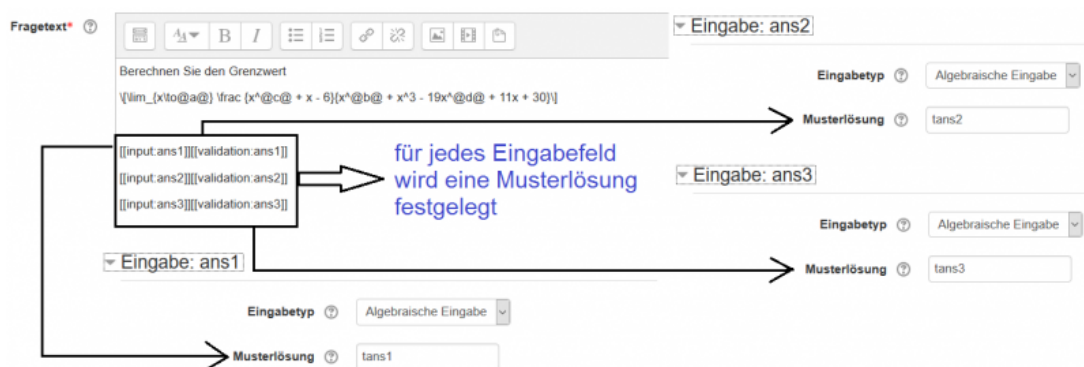 Fragetext*
Berechnen Sie den Grenzwert
\[\lim_{x\to@a@} \frac {x^@c@ + x - 6}{x^@b@ + x^3 - 19x^@d@ + 11x + 30}\]
[[input:ans1]][[validation:ans1]]
[[input:ans2]][[validation:ans2]]
[[input:ans3]][[validation:ans3]]
für jedes Eingabefeld
wird eine Musterlösung
festgelegt
Eingabe: ans1
Eingabetyp Algebraische Eingabe
Musterlösung tans1
Eingabe: ans2
Eingabetyp Algebraische Eingabe
Musterlösung tans2
Eingabe: ans3
Eingabetyp Algebraische Eingabe
Musterlösung tans3